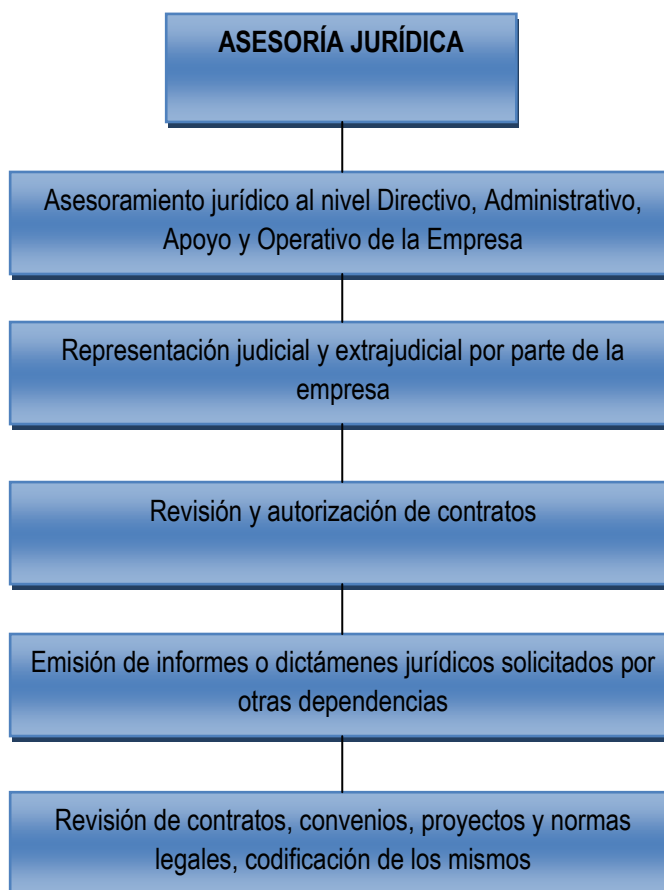 ASESORÍA JURÍDICA
Asesoramiento jurídico al nivel Directivo, Administrativo,
Apoyo y Operativo de la Empresa
Representación judicial y extrajudicial por parte de la
empresa
Revisión y autorización de contratos
Emisión de informes o dictámenes jurídicos solicitados por
otras dependencias
Revisión de contratos, convenios, proyectos y normas
legales, codificación de los mismos